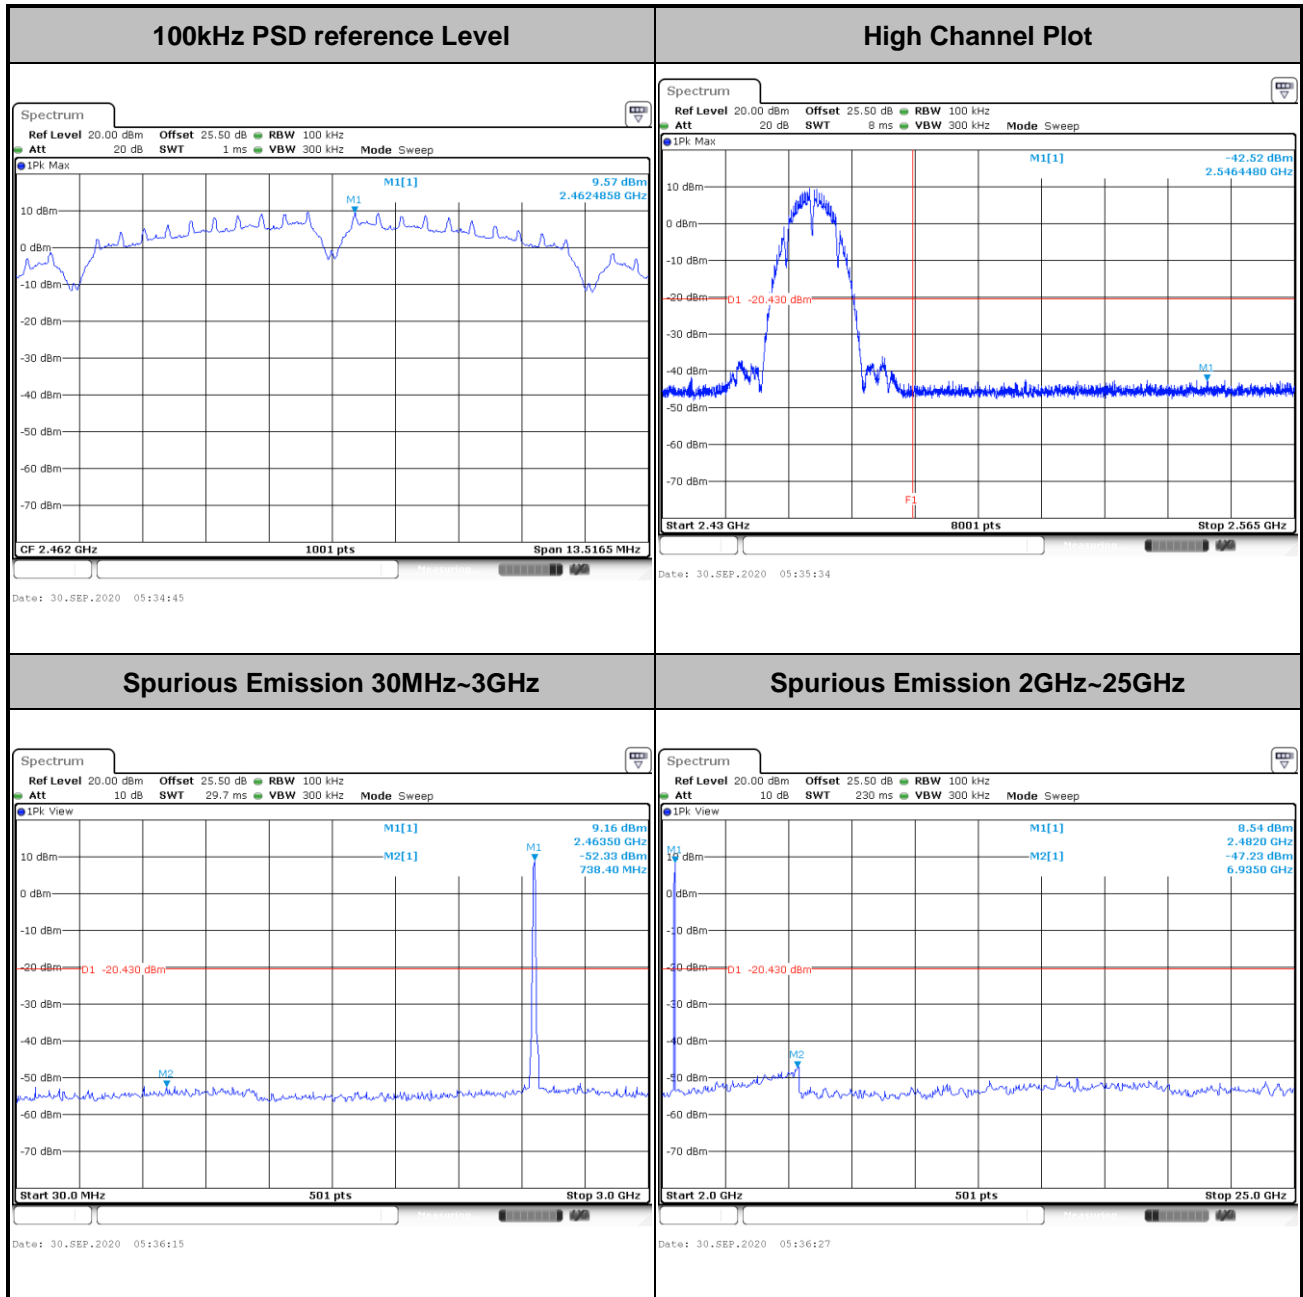 100kHz PSD reference Level
High Channel Plot
Spectrum
Ref Level 20.00 dBm Offset 25.50 dB RBW 100 kHz
Att 20 dB SWT 1 ms VBW 300 kHz Mode Sweep
1Pk Max
M1[1] 9.57 dBm
2.4624858 GHz
M1
10 dBm
0 dBm
-10 dBm
-20 dBm
-30 dBm
-40 dBm
-50 dBm
-60 dBm
-70 dBm
CF 2.462 GHz 1001 pts Span 13.5165 MHz
Date: 30.SEP.2020 05:34:45
Spectrum
Ref Level 20.00 dBm Offset 25.50 dB RBW 100 kHz
Att 20 dB SWT 8 ms VBW 300 kHz Mode Sweep
1Pk Max
M1[1] -42.52 dBm
2.5464480 GHz
10 dBm
0 dBm
-10 dBm
-20 dBm
D1 -20.430 dBm
-30 dBm
-40 dBm
M1
-50 dBm
-60 dBm
-70 dBm
F1
Start 2.43 GHz 8001 pts Stop 2.565 GHz
Date: 30.SEP.2020 05:35:34
Spurious Emission 30MHz~3GHz
Spurious Emission 2GHz~25GHz
Spectrum
Ref Level 20.00 dBm Offset 25.50 dB RBW 100 kHz
Att 10 dB SWT 29.7 ms VBW 300 kHz Mode Sweep
1Pk View
M1[1] 9.16 dBm
2.46350 GHz
M2[1] -52.33 dBm
738.40 MHz
M1
10 dBm
0 dBm
-10 dBm
-20 dBm
D1 -20.430 dBm
-30 dBm
-40 dBm
-50 dBm
M2
-60 dBm
-70 dBm
Start 30.0 MHz 501 pts Stop 3.0 GHz
Date: 30.SEP.2020 05:36:15
Spectrum
Ref Level 20.00 dBm Offset 25.50 dB RBW 100 kHz
Att 10 dB SWT 230 ms VBW 300 kHz Mode Sweep
1Pk View
M1[1] 8.54 dBm
2.4820 GHz
M2[1] -47.23 dBm
6.9350 GHz
M1
10 dBm
0 dBm
-10 dBm
-20 dBm
D1 -20.430 dBm
-30 dBm
-40 dBm
M2
-50 dBm
-60 dBm
-70 dBm
Start 2.0 GHz 501 pts Stop 25.0 GHz
Date: 30.SEP.2020 05:36:27